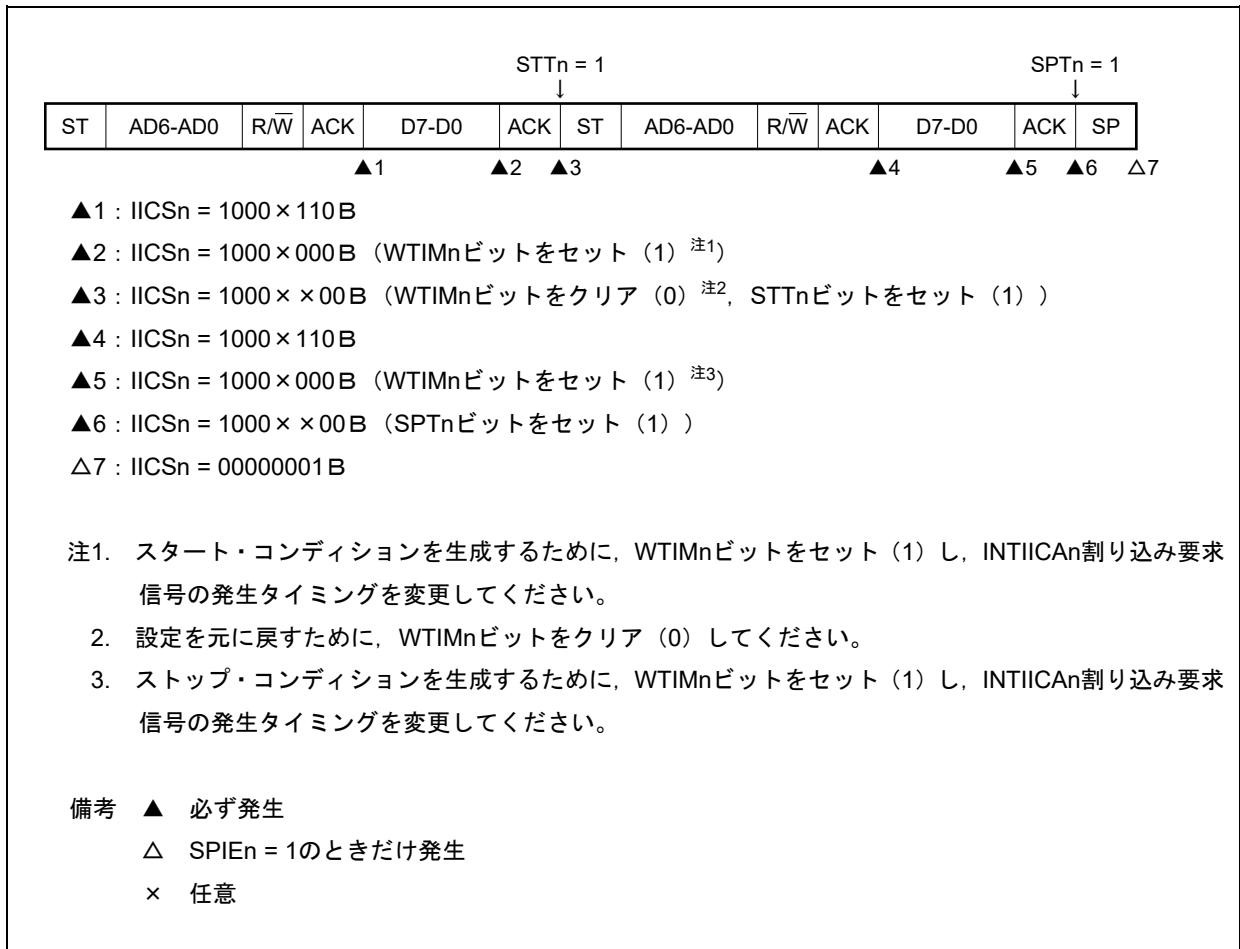 STTn = 1 SPTn = 1
↓ ↓
ST AD6-AD0 R/W̅ ACK D7-D0 ACK ST AD6-AD0 R/W̅ ACK D7-D0 ACK SP
▲1 ▲2 ▲3 ▲4 ▲5 ▲6 △7
▲1：IICSn = 1000×110B
▲2：IICSn = 1000×000B（WTIMnビットをセット（1）注1）
▲3：IICSn = 1000××00B（WTIMnビットをクリア（0）注2，STTnビットをセット（1））
▲4：IICSn = 1000×110B
▲5：IICSn = 1000×000B（WTIMnビットをセット（1）注3）
▲6：IICSn = 1000××00B（SPTnビットをセット（1））
△7：IICSn = 00000001B
注1. スタート・コンディションを生成するために，WTIMnビットをセット（1）し，INTIICAn割り込み要求
信号の発生タイミングを変更してください。
2. 設定を元に戻すために，WTIMnビットをクリア（0）してください。
3. ストップ・コンディションを生成するために，WTIMnビットをセット（1）し，INTIICAn割り込み要求
信号の発生タイミングを変更してください。
備考 ▲ 必ず発生
△ SPIEn = 1のときだけ発生
× 任意